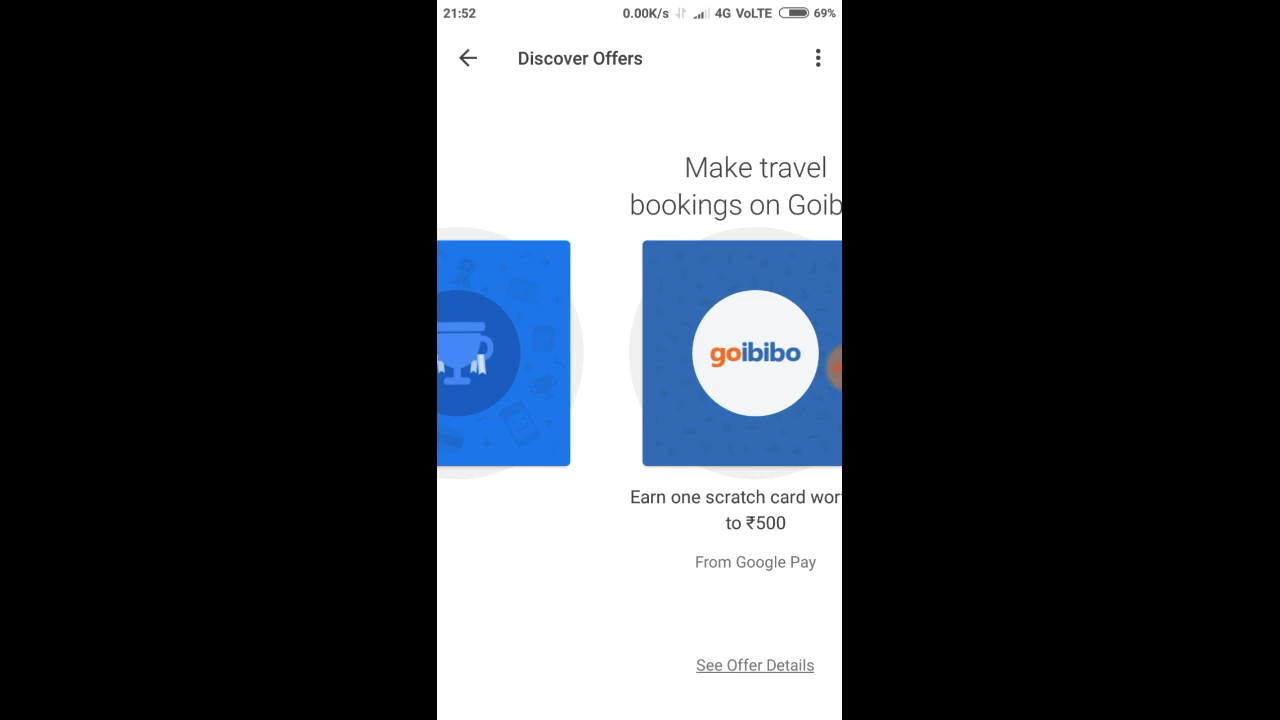 21:52 0.00K/s 4G VoLTE 69%
Discover Offers
Make travel
bookings on Goib
goibibo
Earn one scratch card wor
to ₹500
From Google Pay
See Offer Details